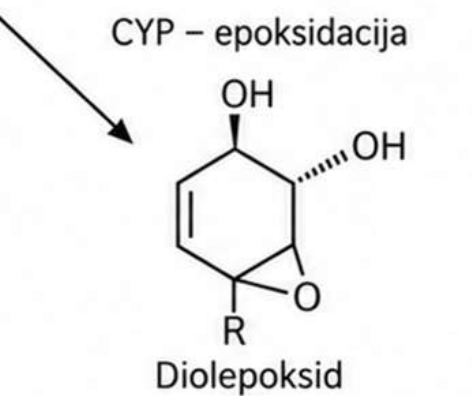 CYP – epoksidacija
OH
OH
O
R
Diolepoksid